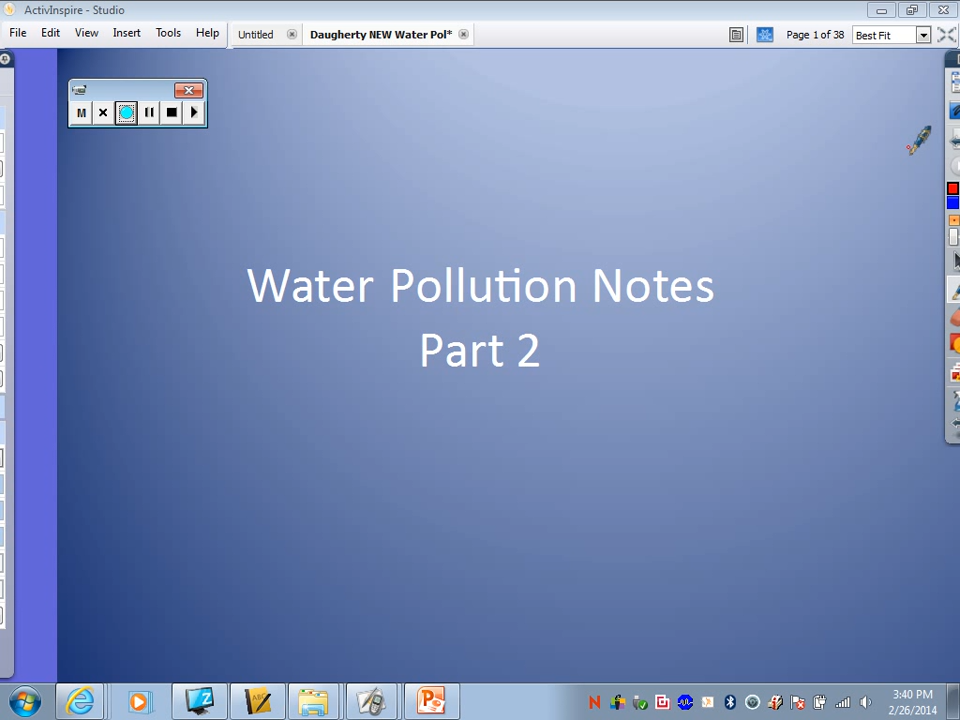 ActivInspire - Studio
File Edit View Insert Tools Help
Untitled
Daugherty NEW Water Pol*
Page 1 of 38
Best Fit
M
Water Pollution Notes
Part 2
3:40 PM
2/26/2014